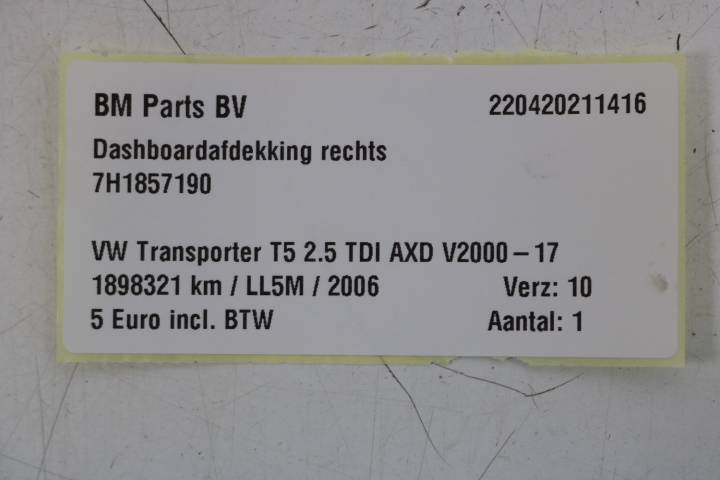 BM Parts BV 220420211416
Dashboardafdekking rechts
7H1857190
VW Transporter T5 2.5 TDI AXD V2000 – 17
1898321 km / LL5M / 2006 Verz: 10
5 Euro incl. BTW Aantal: 1